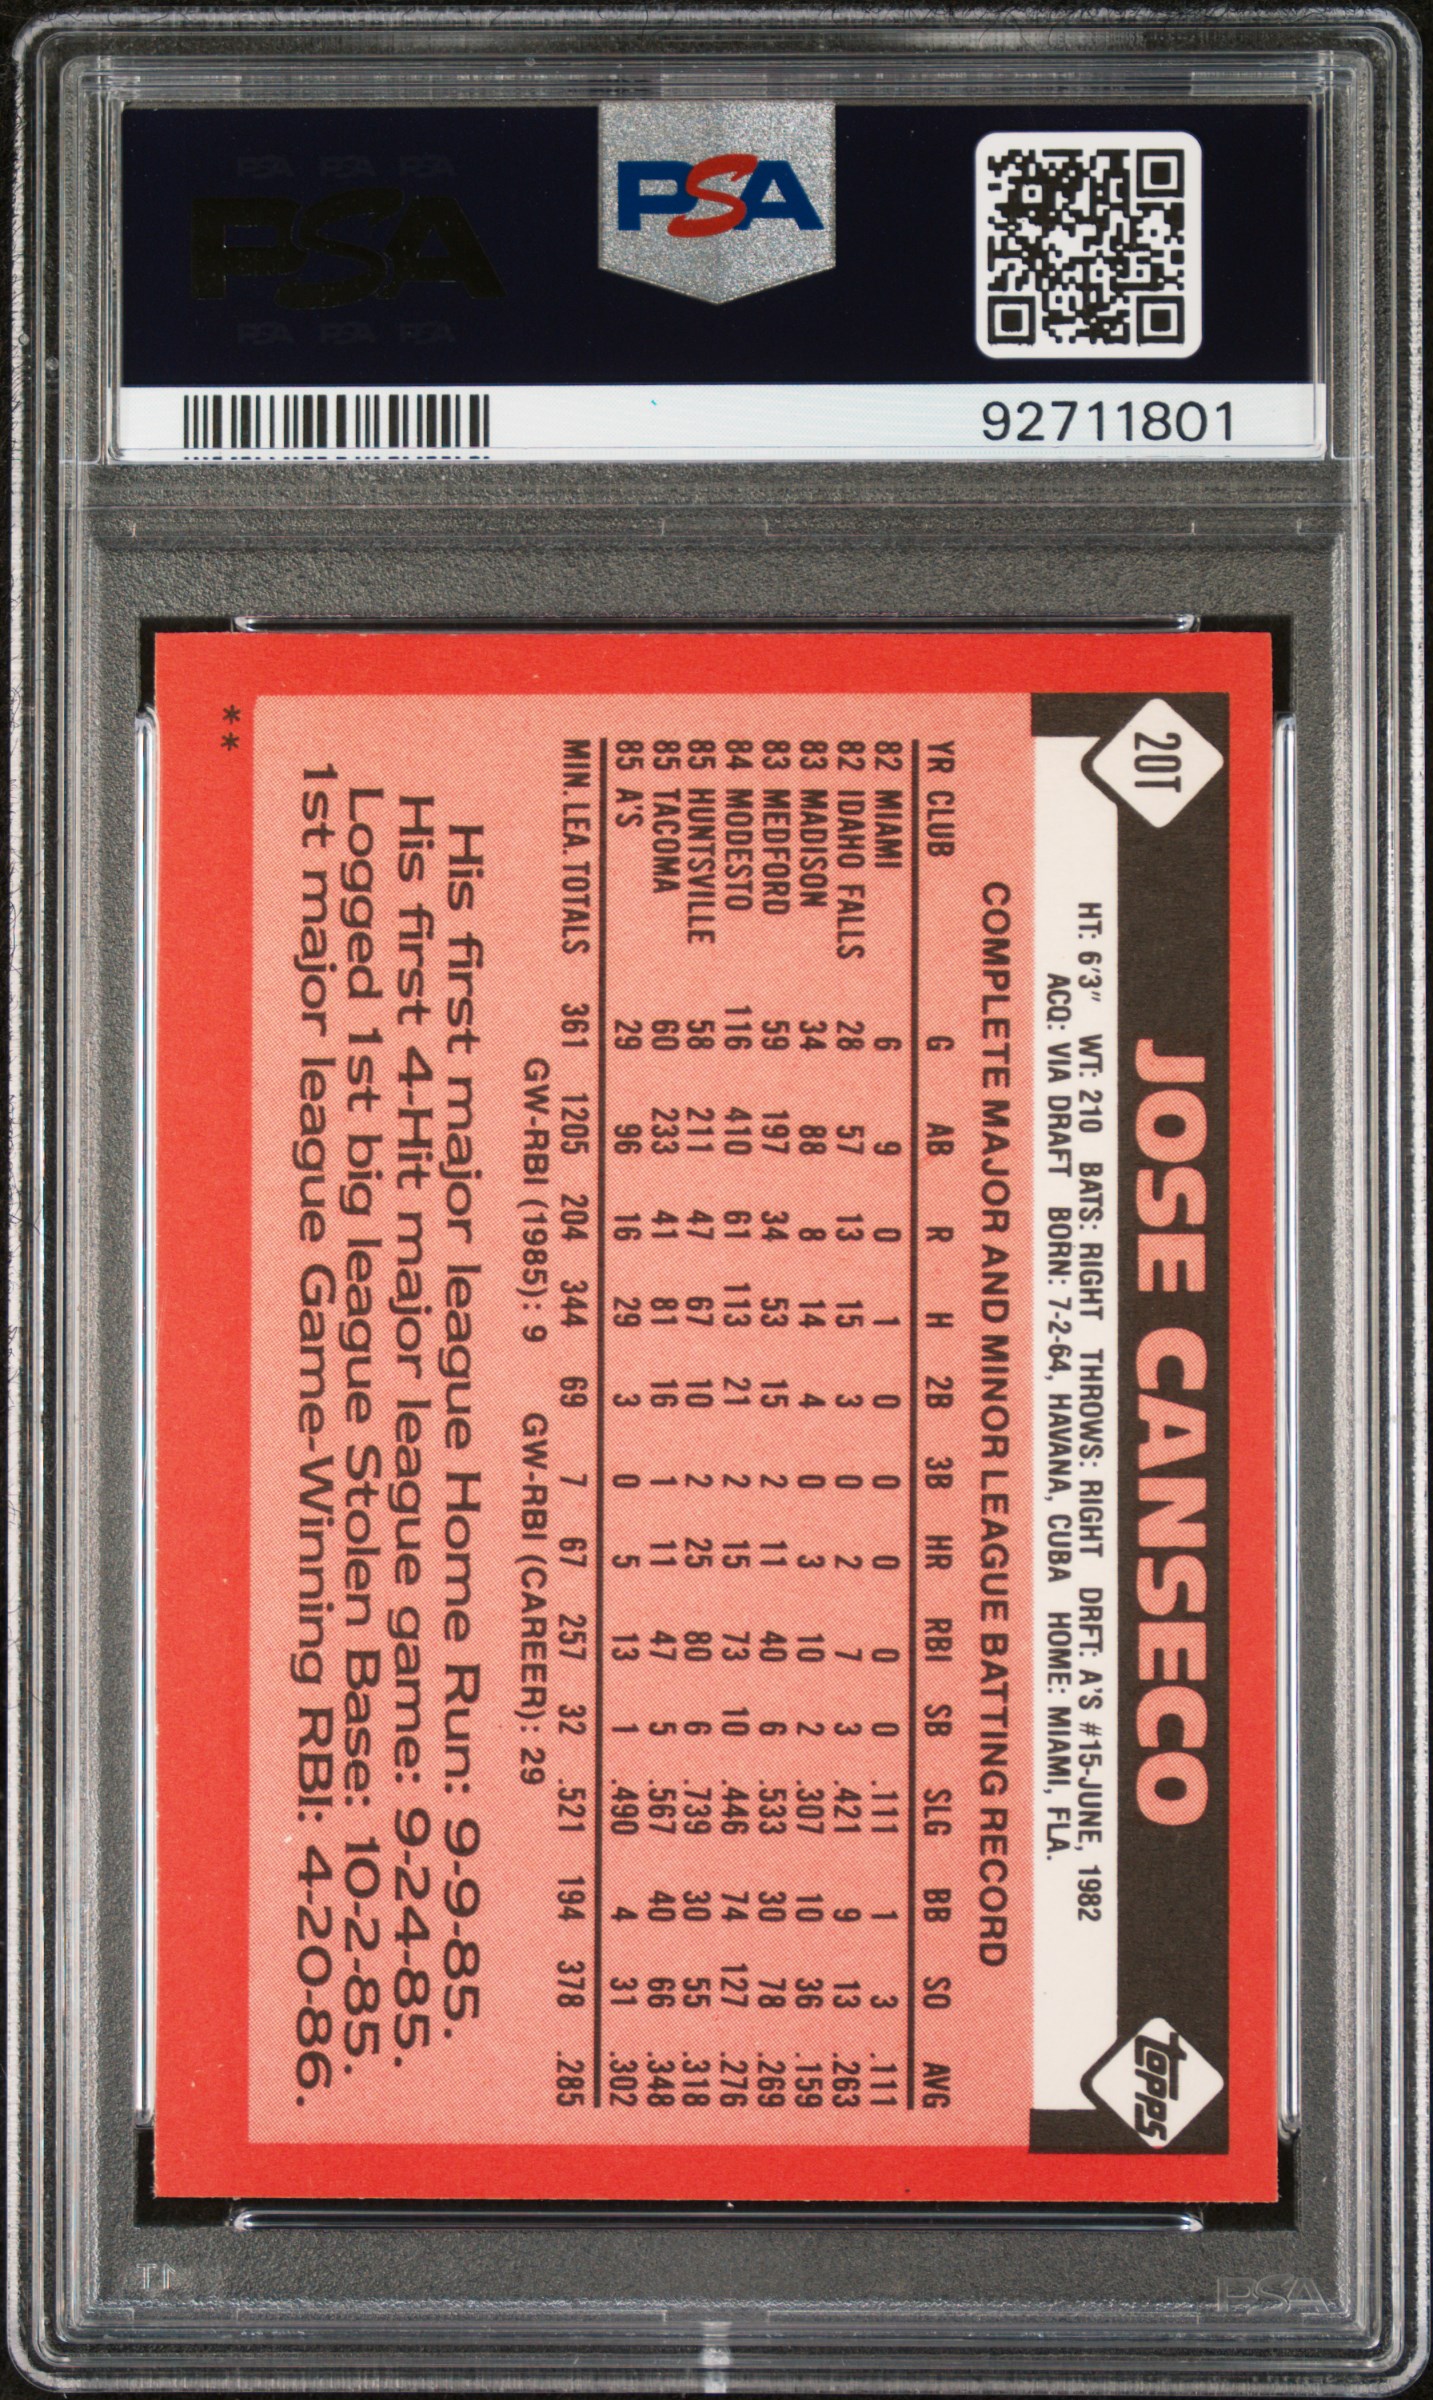 PSA PSA PSA
PSA
PSA PSA PSA
PSA
92711801
20T
JOSE CANSECO
topps
HT: 6'3" WT: 210 BATS: RIGHT THROWS: RIGHT DRFT: A'S #15-JUNE, 1982
ACQ: VIA DRAFT BORN: 7-2-64, HAVANA, CUBA HOME: MIAMI, FLA.
COMPLETE MAJOR AND MINOR LEAGUE BATTING RECORD
YR CLUB G AB R H 2B 3B HR RBI SB SLG BB SO AVG
82 MIAMI 6 9 0 1 0 0 0 0 0 .111 1 3 .111
82 IDAHO FALLS 28 57 13 15 3 0 2 7 3 .421 9 13 .263
83 MADISON 34 88 8 14 4 0 3 10 2 .307 10 36 .159
83 MEDFORD 59 197 34 53 15 2 11 40 6 .533 30 78 .269
84 MODESTO 116 410 61 113 21 2 15 73 10 .446 74 127 .276
85 HUNTSVILLE 58 211 47 67 10 2 25 80 6 .739 30 55 .318
85 TACOMA 60 233 41 81 16 1 11 47 5 .567 40 66 .348
85 A'S 29 96 16 29 3 0 5 13 1 .490 4 31 .302
MIN. LEA. TOTALS 361 1205 204 344 69 7 67 257 32 .521 194 378 .285
GW-RBI (1985): 9 GW-RBI (CAREER): 29
His first major league Home Run: 9-9-85.
His first 4-Hit major league game: 9-24-85.
Logged 1st big league Stolen Base: 10-2-85.
1st major league Game-Winning RBI: 4-20-86.
**
PSA